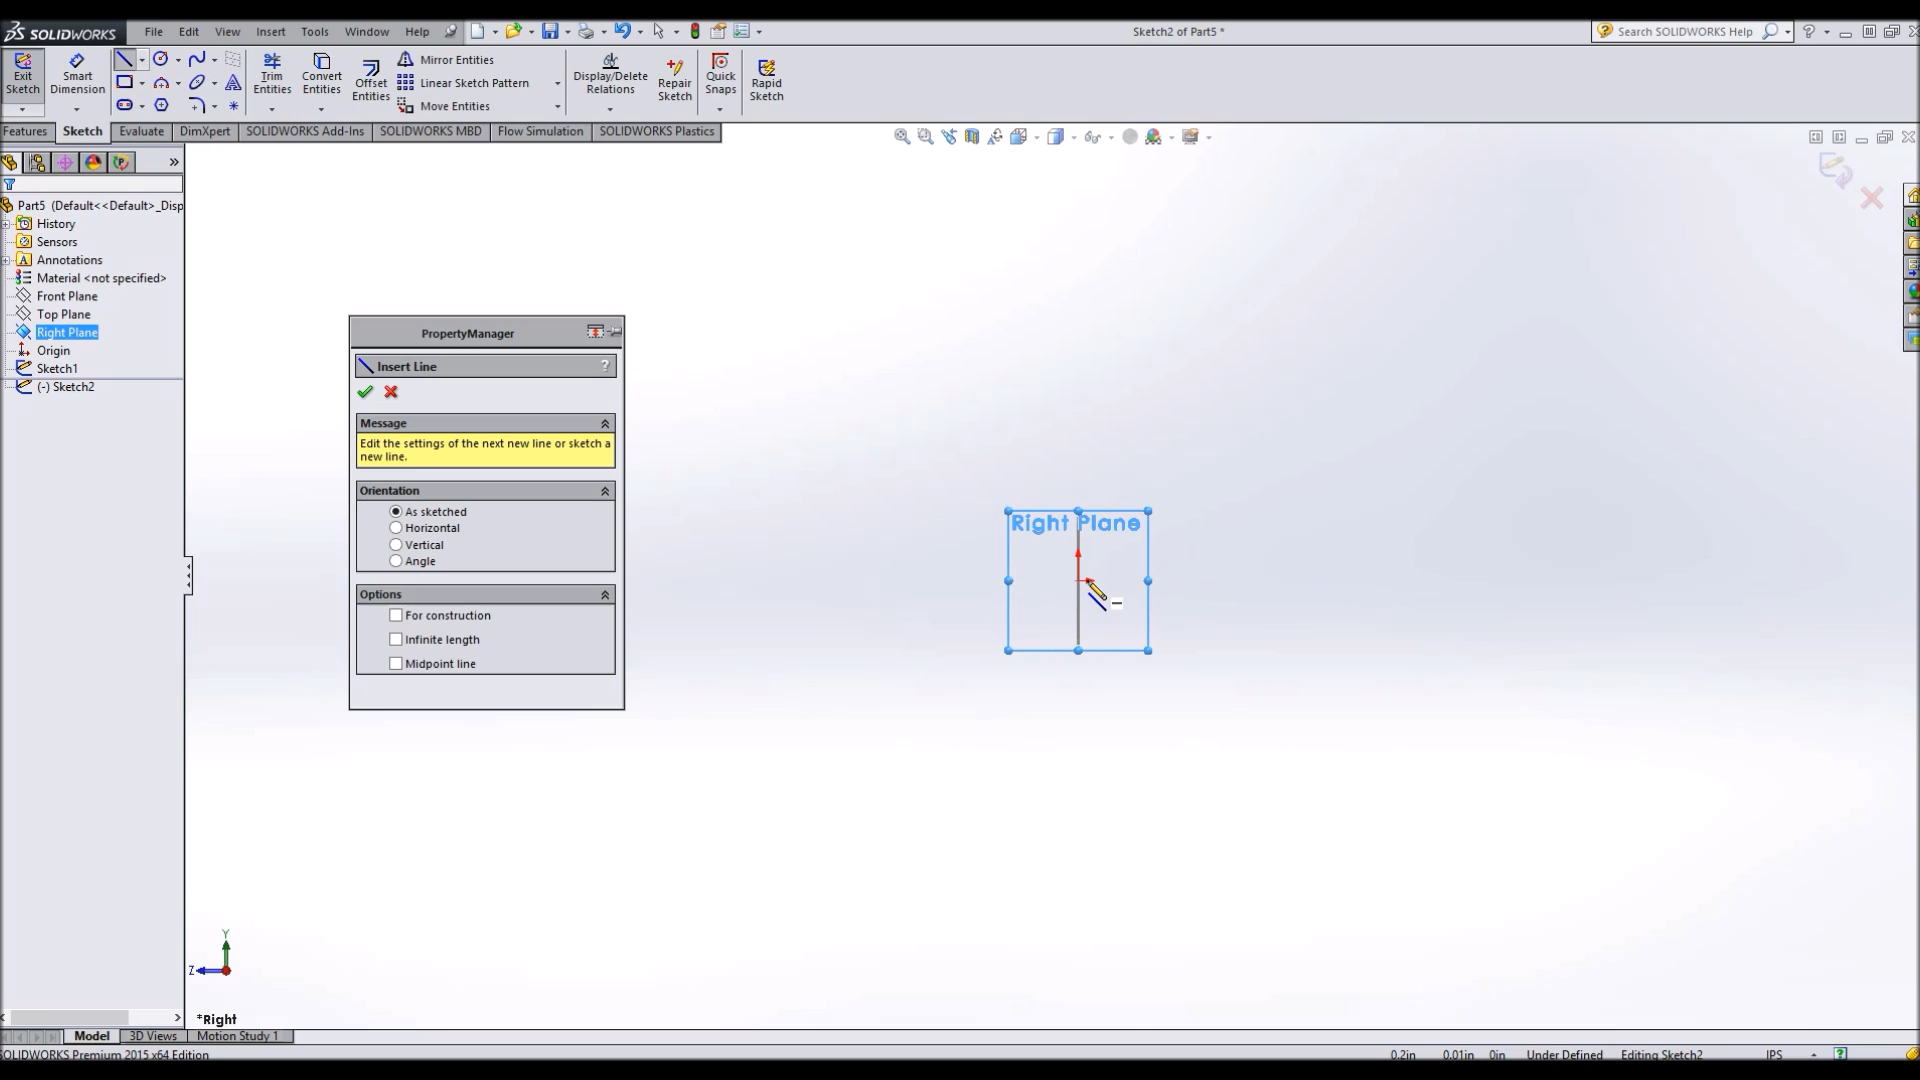 SOLIDWORKS File Edit View Insert Tools Window Help Sketch2 of Part5 * Search SOLIDWORKS Help
Exit Sketch
Smart Dimension
Trim Entities
Convert Entities
Offset Entities
Mirror Entities
Linear Sketch Pattern
Move Entities
Display/Delete Relations
Repair Sketch
Quick Snaps
Rapid Sketch
Features Sketch Evaluate DimXpert SOLIDWORKS Add-Ins SOLIDWORKS MBD Flow Simulation SOLIDWORKS Plastics
Part5 (Default<<Default>_Disp
History
Sensors
Annotations
Material <not specified>
Front Plane
Top Plane
Right Plane
Origin
Sketch1
(-) Sketch2
PropertyManager
Insert Line ?
Message
Edit the settings of the next new line or sketch a
new line.
Orientation
As sketched
Horizontal
Vertical
Angle
Options
For construction
Infinite length
Midpoint line
Right Plane
Y
Z
*Right
Model 3D Views Motion Study 1
SOLIDWORKS Premium 2015 x64 Edition 0.2in 0.01in 0in Under Defined Editing Sketch2 IPS